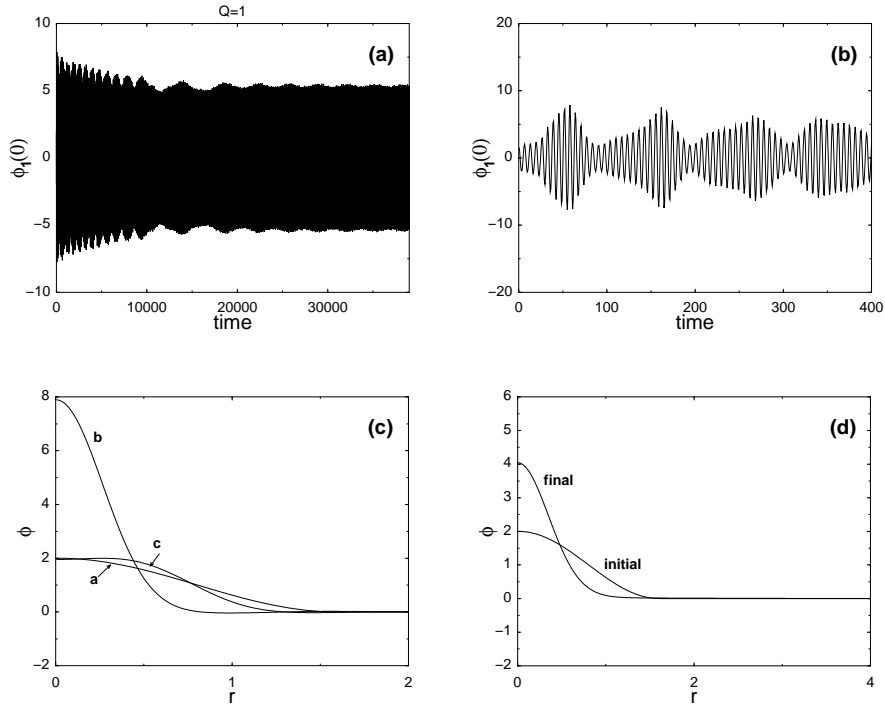 Q=1
(a)
10
5
0
−5
−10
ϕ₁(0)
0
10000
20000
30000
time
(b)
20
10
0
−10
−20
ϕ₁(0)
0
100
200
300
400
time
(c)
8
6
4
2
0
−2
ϕ
b
c
a
0
1
2
r
(d)
6
5
4
3
2
1
0
−1
−2
ϕ
final
initial
0
2
4
r